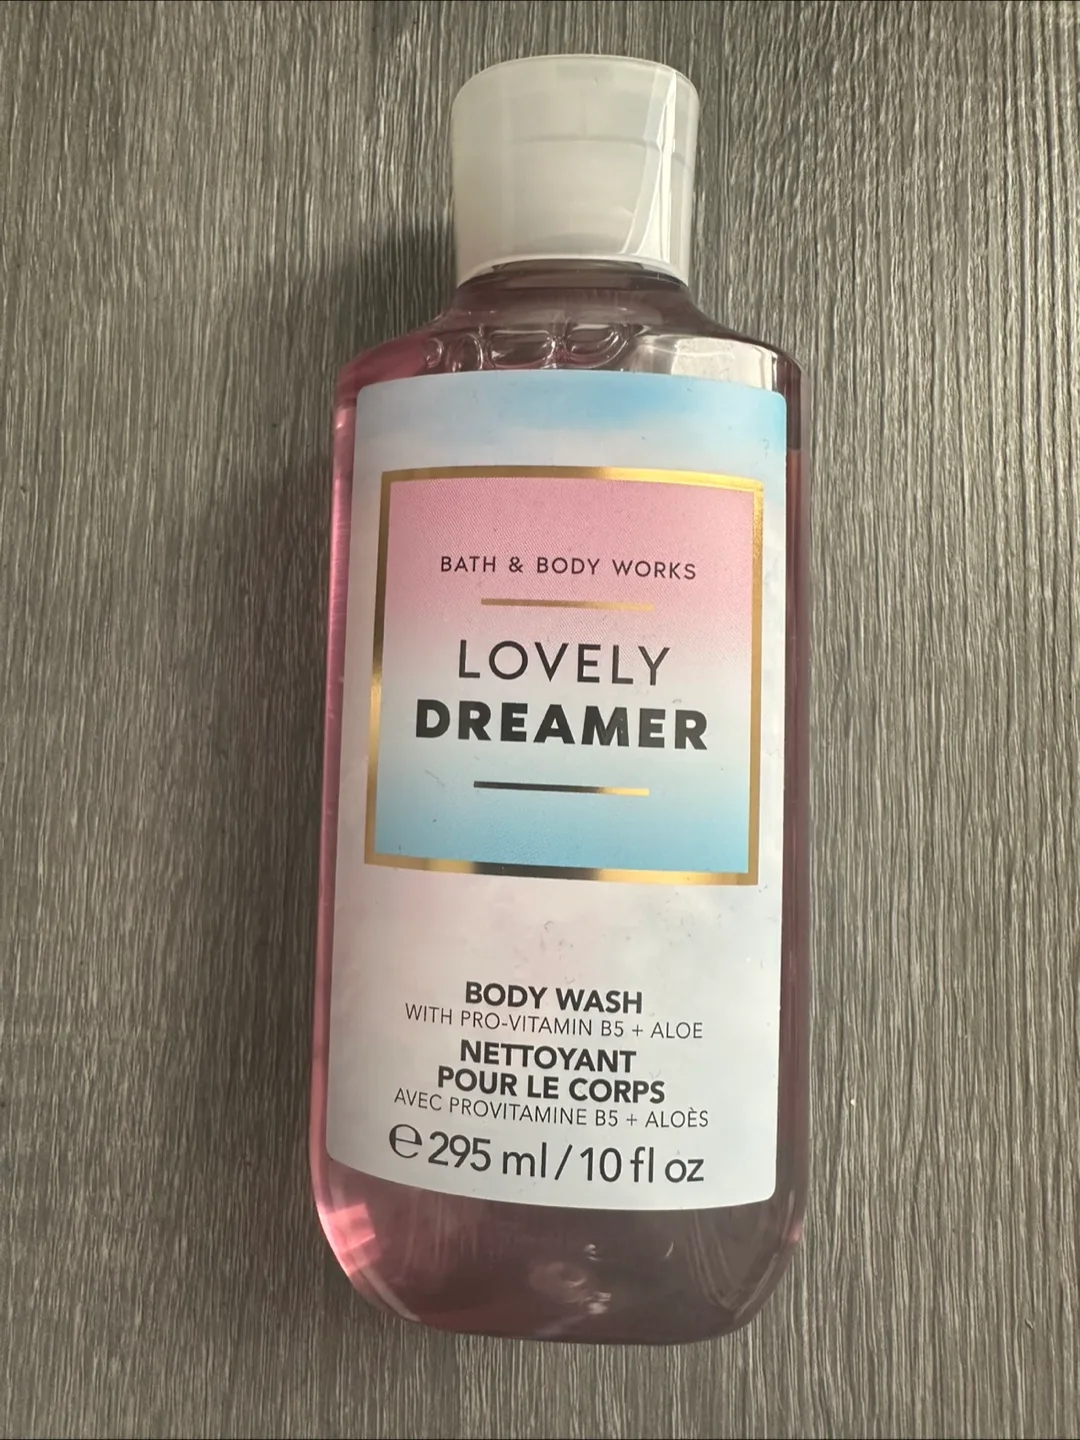 BATH & BODY WORKS
LOVELY
DREAMER
BODY WASH
WITH PRO-VITAMIN B5 + ALOE
NETTOYANT
POUR LE CORPS
AVEC PROVITAMINE B5 + ALOÈS
℮ 295 ml / 10 fl oz